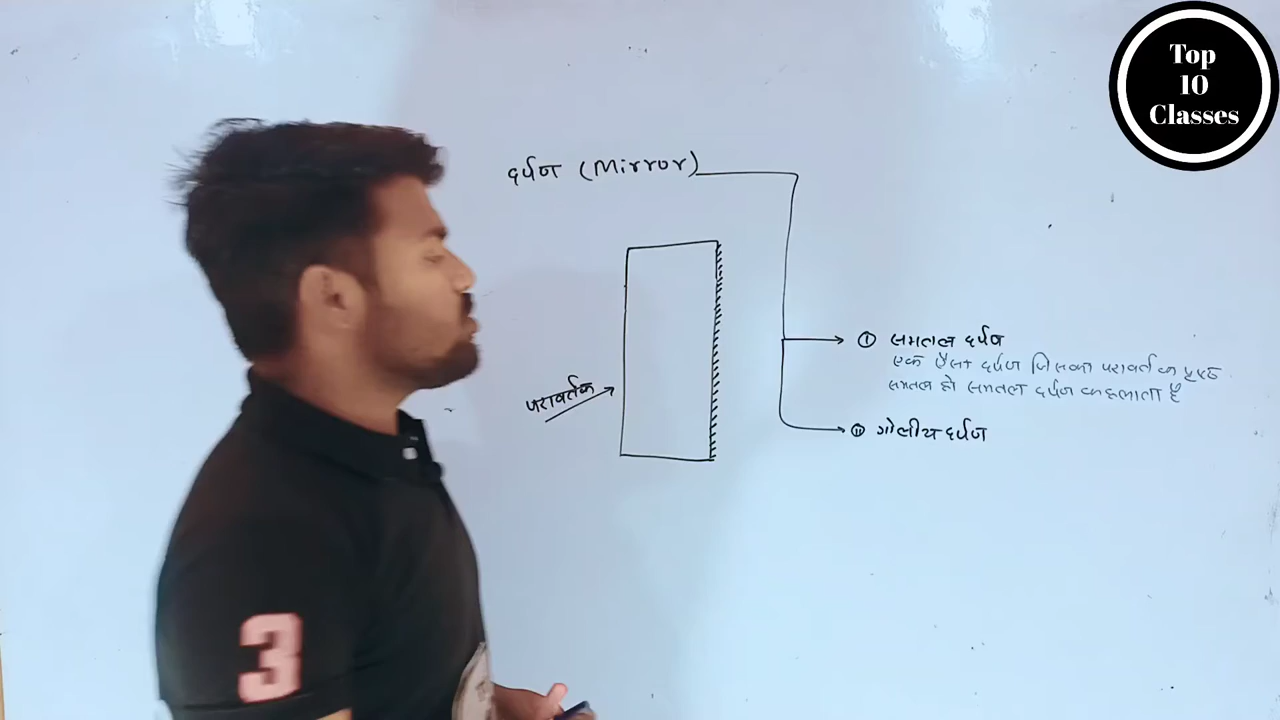 Top
10
Classes
दर्पण (Mirror)
परावर्तक
① समतल दर्पण
एक ऐसा दर्पण जिसका परावर्तक पृष्ठ
समतल हो समतल दर्पण कहलाता है
② गोलीय दर्पण
3